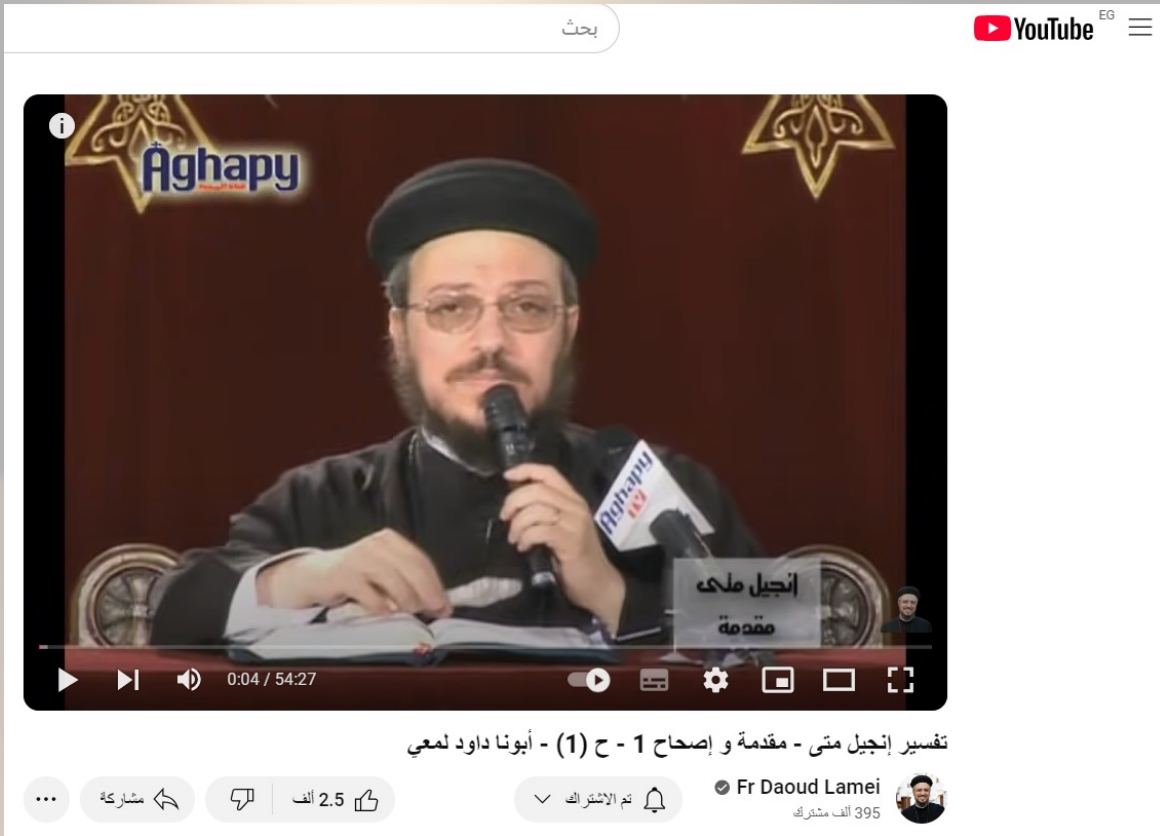 بحث
YouTube EG
Aghapy
Aghapy
TV
إنجيل متى
مقدمة
0:04 / 54:27
تفسير إنجيل متى - مقدمة و إصحاح 1 - ح (1) - أبونا داود لمعي
Fr Daoud Lamei
395 ألف مشترك
تم الاشتراك
2.5 ألف
مشاركة